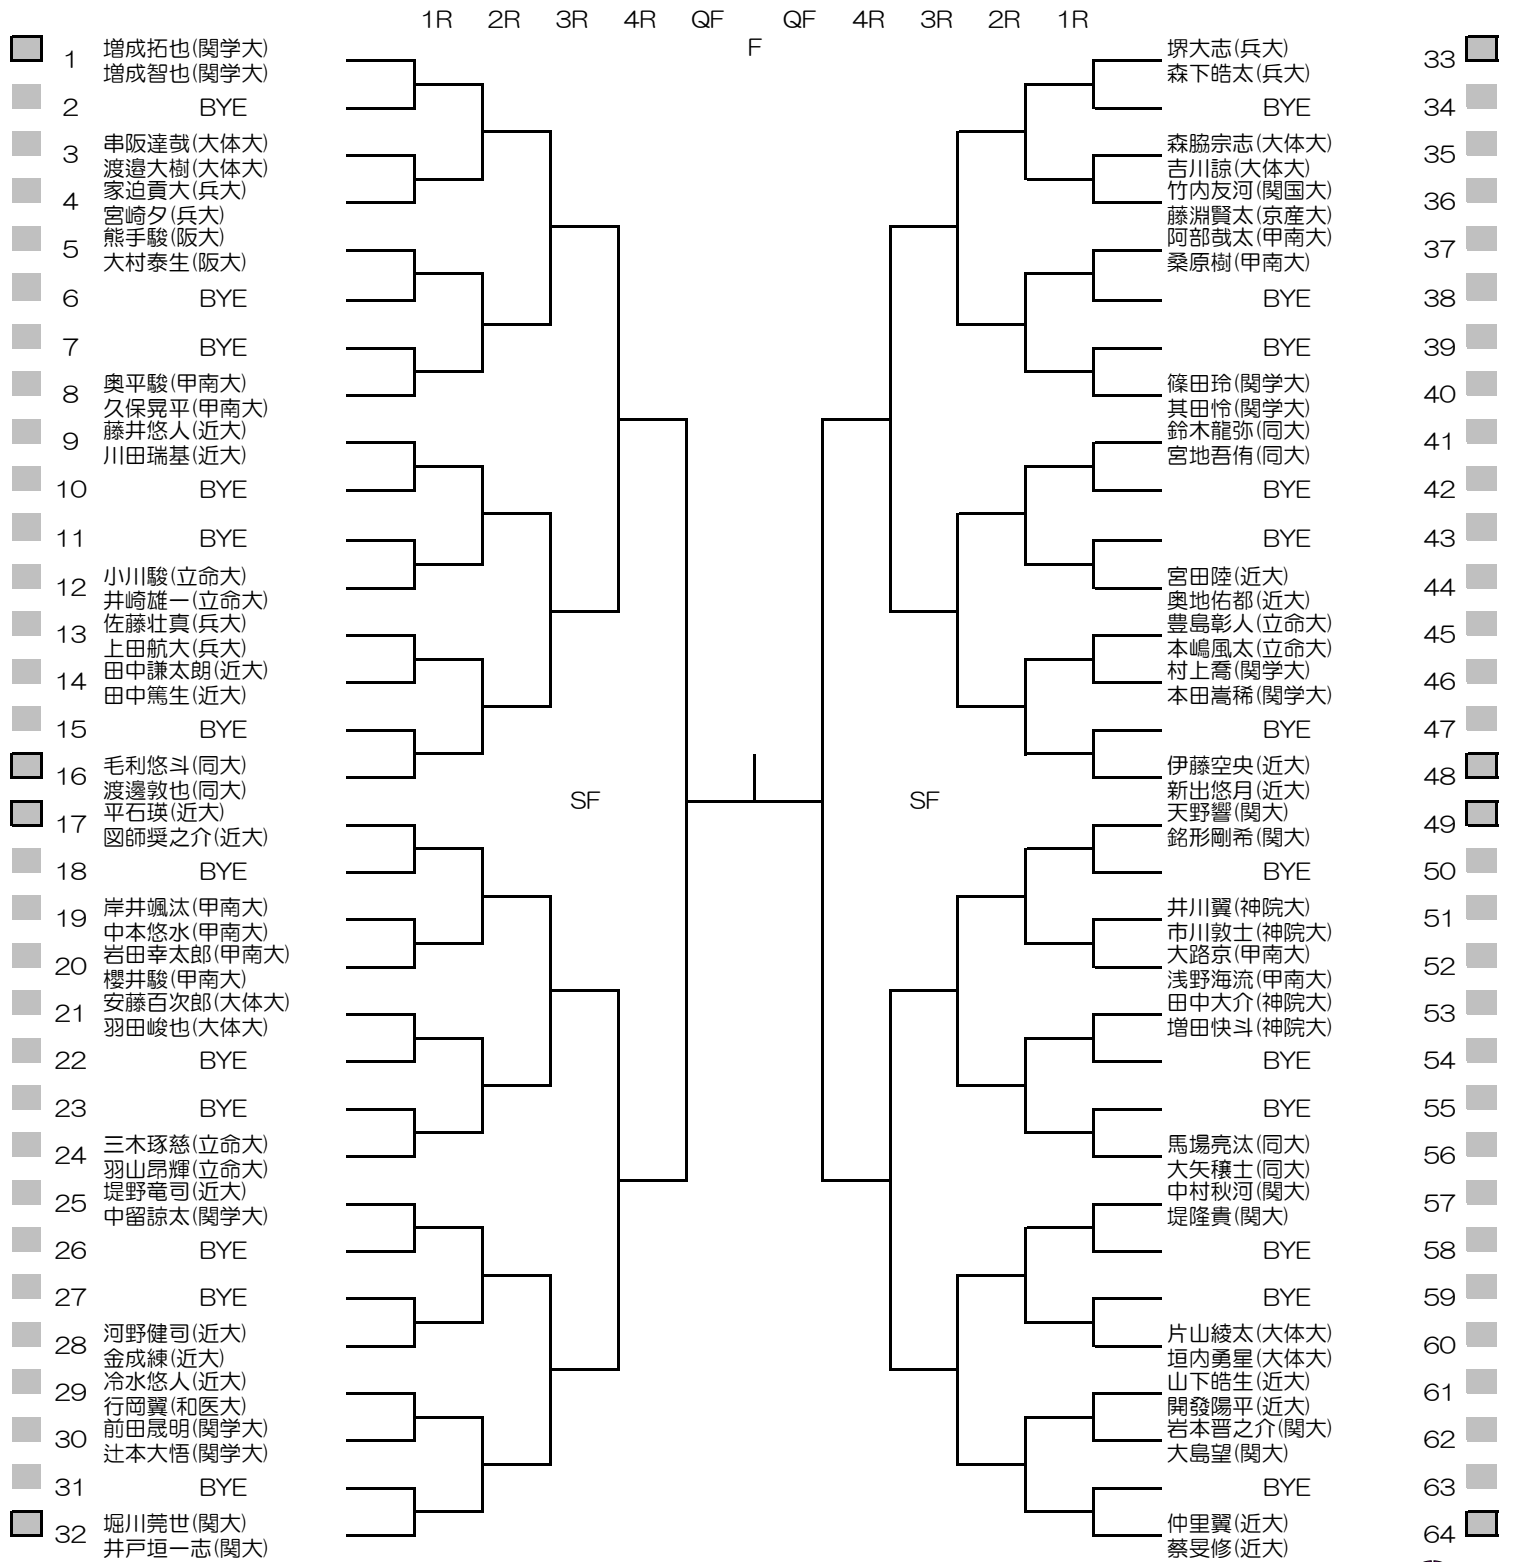 1R 2R 3R 4R QF QF 4R 3R 2R 1R
F
1 増成拓也(関学大)
増成智也(関学大)
2 BYE
3 串阪達哉(大体大)
渡邉大樹(大体大)
4 家迫貢大(兵大)
宮崎夕(兵大)
5 熊手駿(阪大)
大村泰生(阪大)
6 BYE
7 BYE
8 奥平駿(甲南大)
久保晃平(甲南大)
9 藤井悠人(近大)
川田瑞基(近大)
10 BYE
11 BYE
12 小川駿(立命大)
井崎雄一(立命大)
13 佐藤壮真(兵大)
上田航大(兵大)
14 田中謙太朗(近大)
田中篤生(近大)
15 BYE
16 毛利悠斗(同大)
渡邊敦也(同大)
17 平石瑛(近大)
図師奨之介(近大)
18 BYE
19 岸井颯汰(甲南大)
中本悠水(甲南大)
20 岩田幸太郎(甲南大)
櫻井駿(甲南大)
21 安藤百次郎(大体大)
羽田峻也(大体大)
22 BYE
23 BYE
24 三木琢慈(立命大)
羽山昂輝(立命大)
25 堤野竜司(近大)
中留諒太(関学大)
26 BYE
27 BYE
28 河野健司(近大)
金成練(近大)
29 冷水悠人(近大)
行岡翼(和医大)
30 前田晟明(関学大)
辻本大悟(関学大)
31 BYE
32 堀川莞世(関大)
井戸垣一志(関大)
SF
SF
堺大志(兵大) 33
森下皓太(兵大)
BYE 34
森脇宗志(大体大) 35
吉川諒(大体大)
竹内友河(関国大) 36
藤淵賢太(京産大)
阿部哉太(甲南大) 37
桑原樹(甲南大)
BYE 38
BYE 39
篠田玲(関学大) 40
其田怜(関学大)
鈴木龍弥(同大) 41
宮地吾侑(同大)
BYE 42
BYE 43
宮田陸(近大) 44
奥地佑都(近大)
豊島彰人(立命大) 45
本嶋風太(立命大)
村上喬(関学大) 46
本田嵩稀(関学大)
BYE 47
伊藤空央(近大) 48
新出悠月(近大)
天野響(関大) 49
銘形剛希(関大)
BYE 50
井川翼(神院大) 51
市川敦士(神院大)
大路京(甲南大) 52
浅野海流(甲南大)
田中大介(神院大) 53
増田快斗(神院大)
BYE 54
BYE 55
馬場亮汰(同大) 56
大矢穣士(同大)
中村秋河(関大) 57
堤隆貴(関大)
BYE 58
BYE 59
片山綾太(大体大) 60
垣内勇星(大体大)
山下皓生(近大) 61
開發陽平(近大)
岩本晋之介(関大) 62
大島望(関大)
BYE 63
仲里翼(近大) 64
蔡旻修(近大)